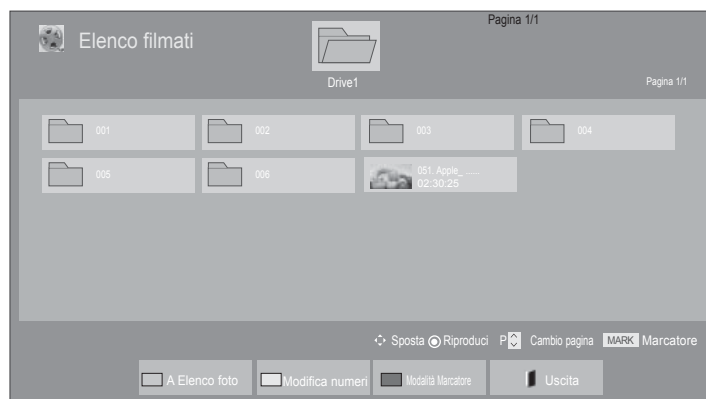 Pagina 1/1
Elenco filmati
Drive1
Pagina 1/1
001 002 003 004
005 006 051. Apple_ ......
02:30:25
Sposta Riproduci P Cambio pagina MARK Marcatore
A Elenco foto Modifica numeri Modalità Marcatore Uscita